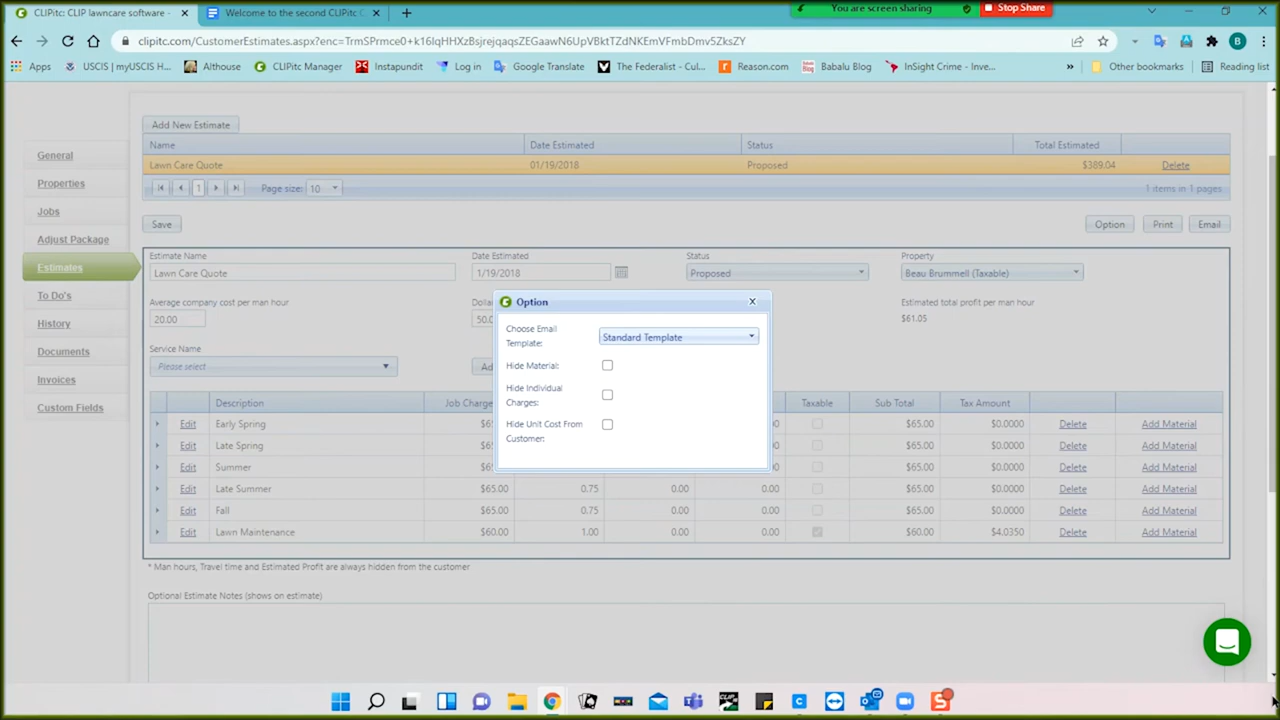 CLIPitc: CLIP lawncare software -
Welcome to the second CLIPitc C
You are screen sharing
Stop Share
clipitc.com/CustomerEstimates.aspx?enc=TrmSPrmce0+k16lqHHXzBsjrejqaqsZEGaawN6UpVBktTZdNKEmVFmbDmv5ZksZY
B
Apps
USCIS | myUSCIS H...
Althouse
CLIPitc Manager
Instapundit
Log in
Google Translate
The Federalist - Cul...
Reason.com
Babalu Blog
InSight Crime - Inve...
»
Other bookmarks
Reading list
Add New Estimate
Name Date Estimated Status Total Estimated
Lawn Care Quote 01/19/2018 Proposed $389.04 Delete
1 Page size: 10 1 items in 1 pages
General
Properties
Jobs
Adjust Package
Estimates
To Do's
History
Documents
Invoices
Custom Fields
Save Option Print Email
Estimate Name Date Estimated Status Property
Lawn Care Quote 1/19/2018 Proposed Beau Brummell (Taxable)
Average company cost per man hour Estimated total profit per man hour
20.00 50.0 $61.05
Service Name
Please select Ad
Option
Choose Email
Template:
Standard Template
Hide Material:
Hide Individual
Charges:
Hide Unit Cost From
Customer:
Description Taxable Sub Total Tax Amount
Edit Early Spring $65.00 $0.0000 Delete Add Material
Edit Late Spring $65.00 $0.0000 Delete Add Material
Edit Summer $65.00 $0.0000 Delete Add Material
Edit Late Summer $65.00 0.75 0.00 0.00 $65.00 $0.0000 Delete Add Material
Edit Fall $65.00 0.75 0.00 0.00 $65.00 $0.0000 Delete Add Material
Edit Lawn Maintenance $60.00 1.00 0.00 0.00 $60.00 $4.0350 Delete Add Material
* Man hours, Travel time and Estimated Profit are always hidden from the customer
Optional Estimate Notes (shows on estimate)